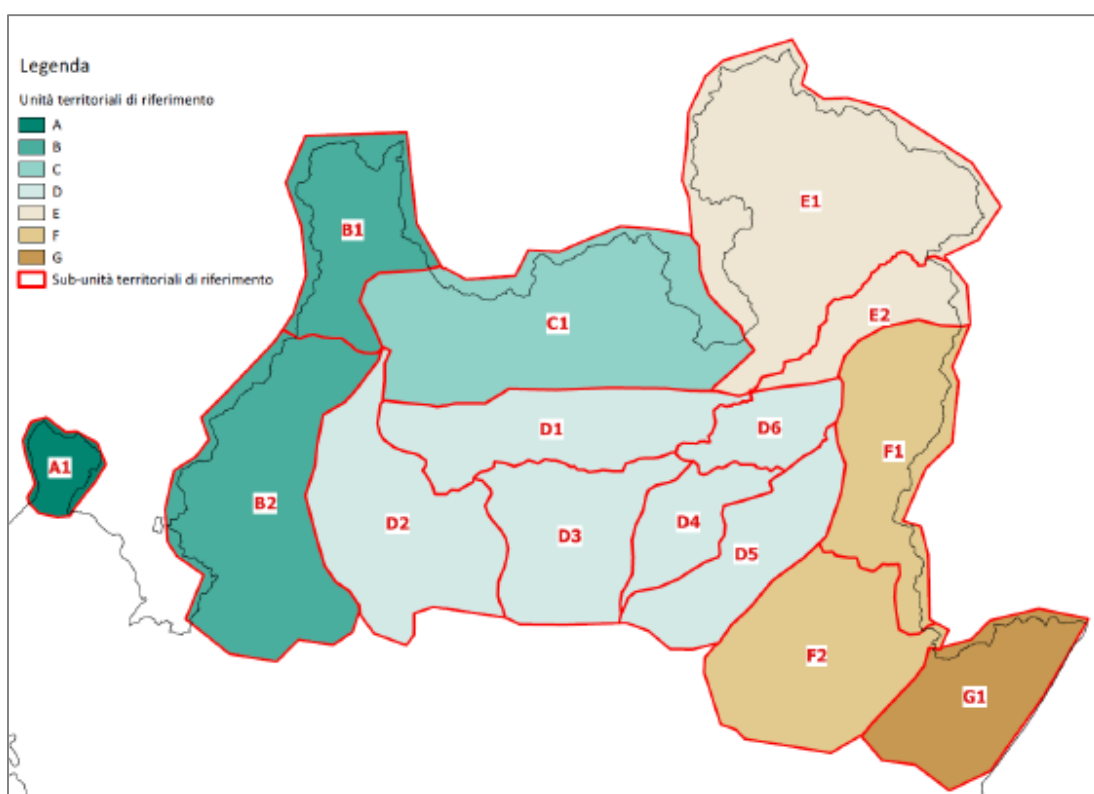 Legenda
Unità territoriali di riferimento
A
B
C
D
E
F
G
Sub-unità territoriali di riferimento
E1
B1
E2
C1
D1
D6
F1
A1
B2
D2
D3
D4
D5
F2
G1